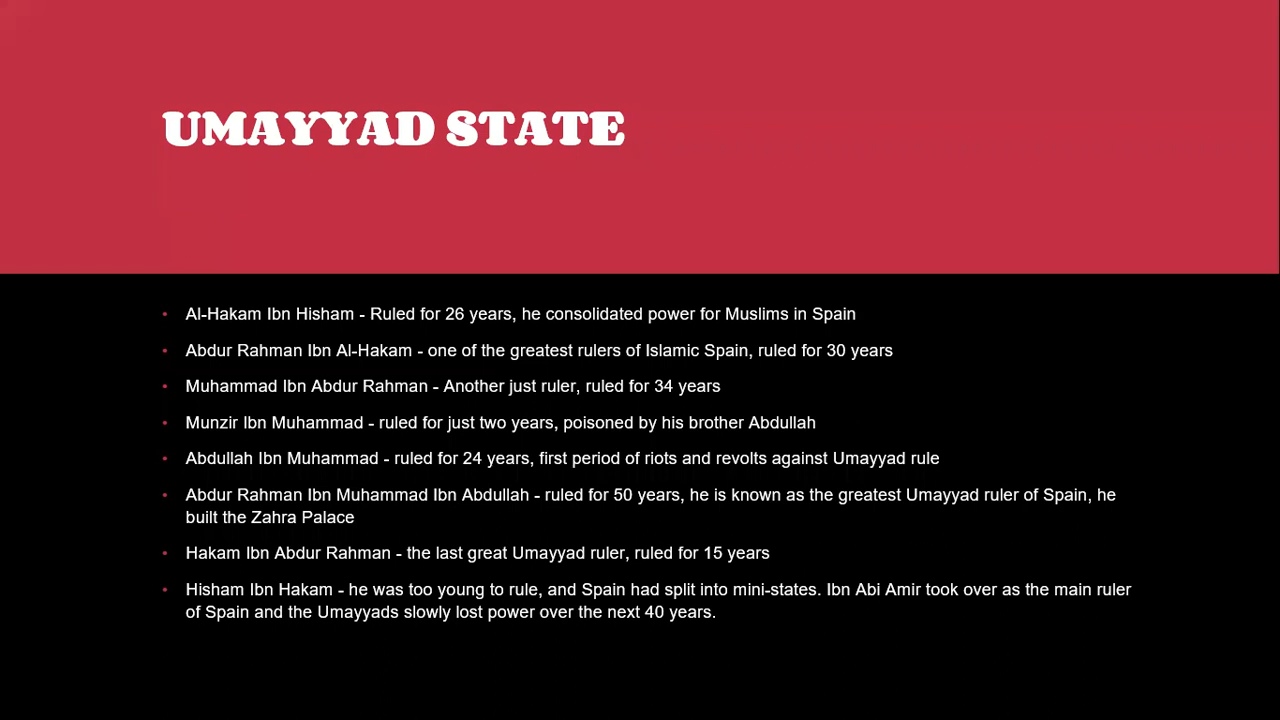 UMAYYAD STATE
• Al-Hakam Ibn Hisham - Ruled for 26 years, he consolidated power for Muslims in Spain
• Abdur Rahman Ibn Al-Hakam - one of the greatest rulers of Islamic Spain, ruled for 30 years
• Muhammad Ibn Abdur Rahman - Another just ruler, ruled for 34 years
• Munzir Ibn Muhammad - ruled for just two years, poisoned by his brother Abdullah
• Abdullah Ibn Muhammad - ruled for 24 years, first period of riots and revolts against Umayyad rule
• Abdur Rahman Ibn Muhammad Ibn Abdullah - ruled for 50 years, he is known as the greatest Umayyad ruler of Spain, he
built the Zahra Palace
• Hakam Ibn Abdur Rahman - the last great Umayyad ruler, ruled for 15 years
• Hisham Ibn Hakam - he was too young to rule, and Spain had split into mini-states. Ibn Abi Amir took over as the main ruler
of Spain and the Umayyads slowly lost power over the next 40 years.